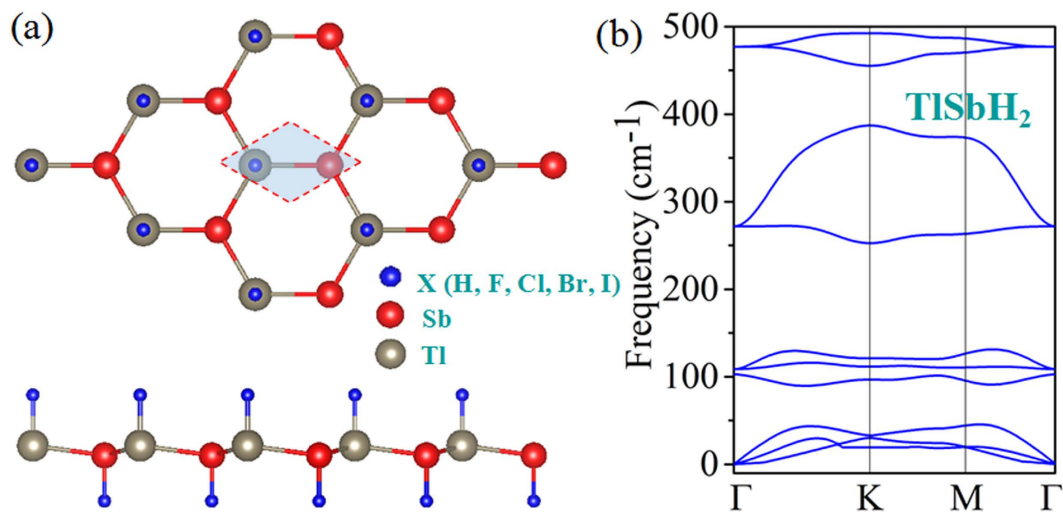 (a)
X (H, F, Cl, Br, I)
Sb
Tl
(b)
TlSbH₂
Frequency (cm⁻¹)
500
400
300
200
100
0
Γ K M Γ